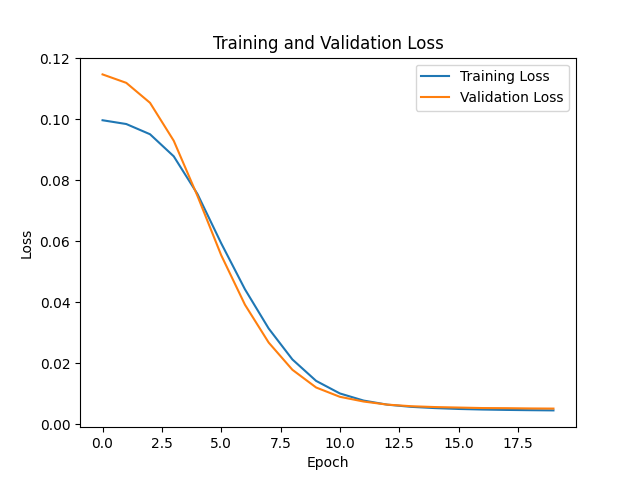 Training and Validation Loss
Training Loss
Validation Loss
0.12
0.10
0.08
0.06
0.04
0.02
0.00
Loss
0.0 2.5 5.0 7.5 10.0 12.5 15.0 17.5
Epoch